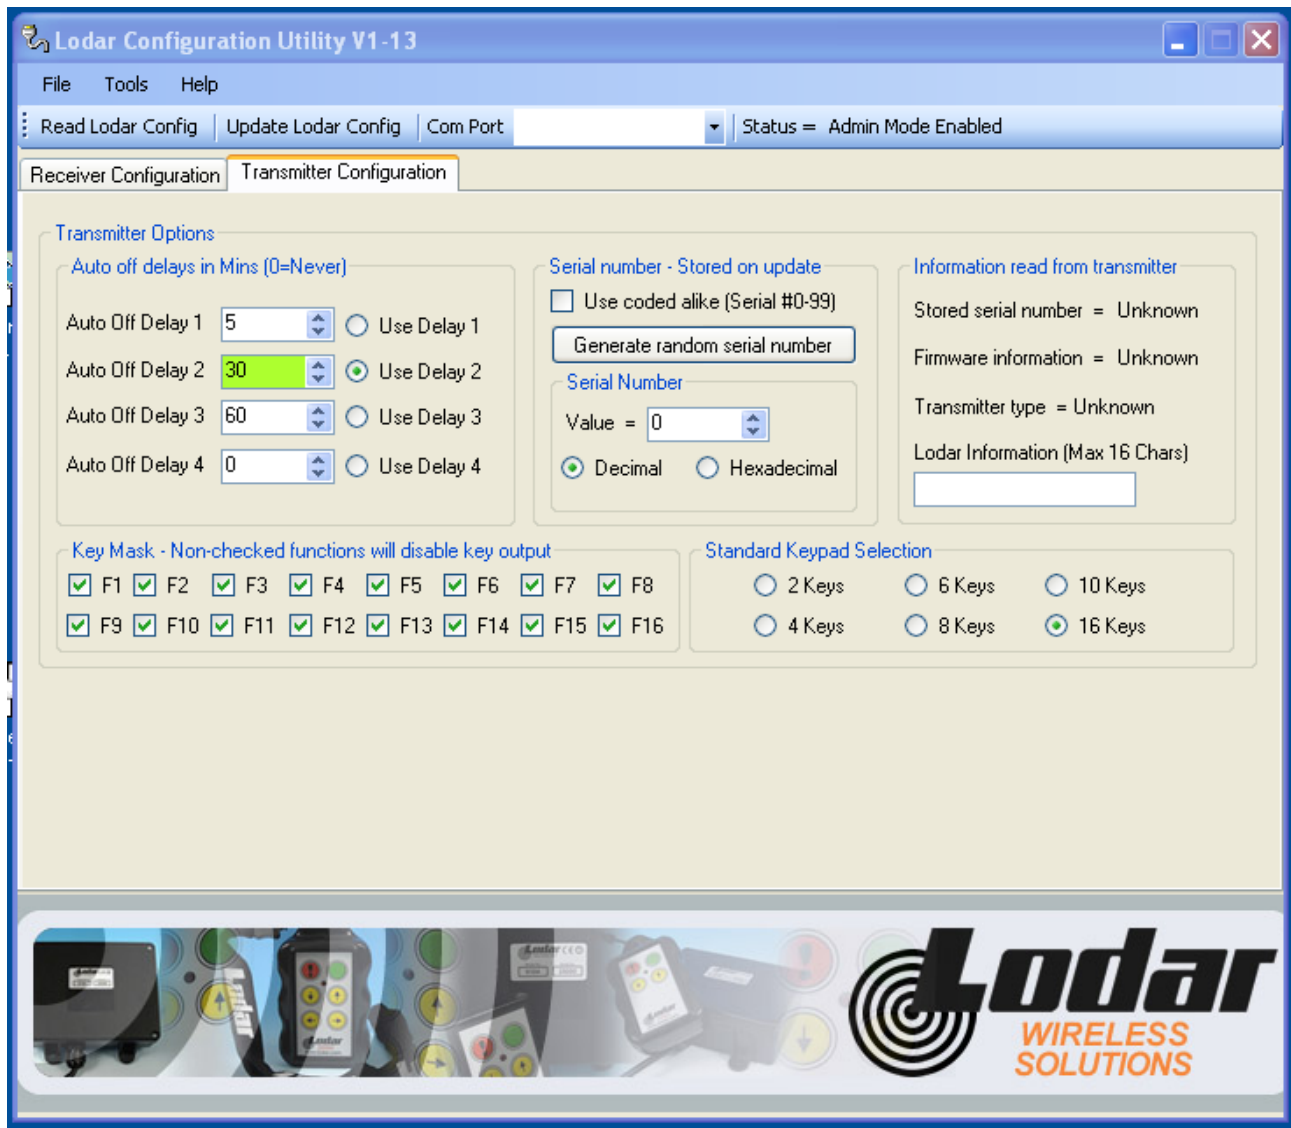 Lodar Configuration Utility V1-13
File Tools Help
Read Lodar Config Update Lodar Config Com Port Status = Admin Mode Enabled
Receiver Configuration Transmitter Configuration
Transmitter Options
Auto off delays in Mins (0=Never)
Auto Off Delay 1 5 Use Delay 1
Auto Off Delay 2 30 Use Delay 2
Auto Off Delay 3 60 Use Delay 3
Auto Off Delay 4 0 Use Delay 4
Serial number - Stored on update
Use coded alike (Serial #0-99)
Generate random serial number
Serial Number
Value = 0
Decimal Hexadecimal
Information read from transmitter
Stored serial number = Unknown
Firmware information = Unknown
Transmitter type = Unknown
Lodar Information (Max 16 Chars)
Key Mask - Non-checked functions will disable key output
F1 F2 F3 F4 F5 F6 F7 F8
F9 F10 F11 F12 F13 F14 F15 F16
Standard Keypad Selection
2 Keys 6 Keys 10 Keys
4 Keys 8 Keys 16 Keys
Lodar
Lodar
Lodar
Lodar
WIRELESS
SOLUTIONS